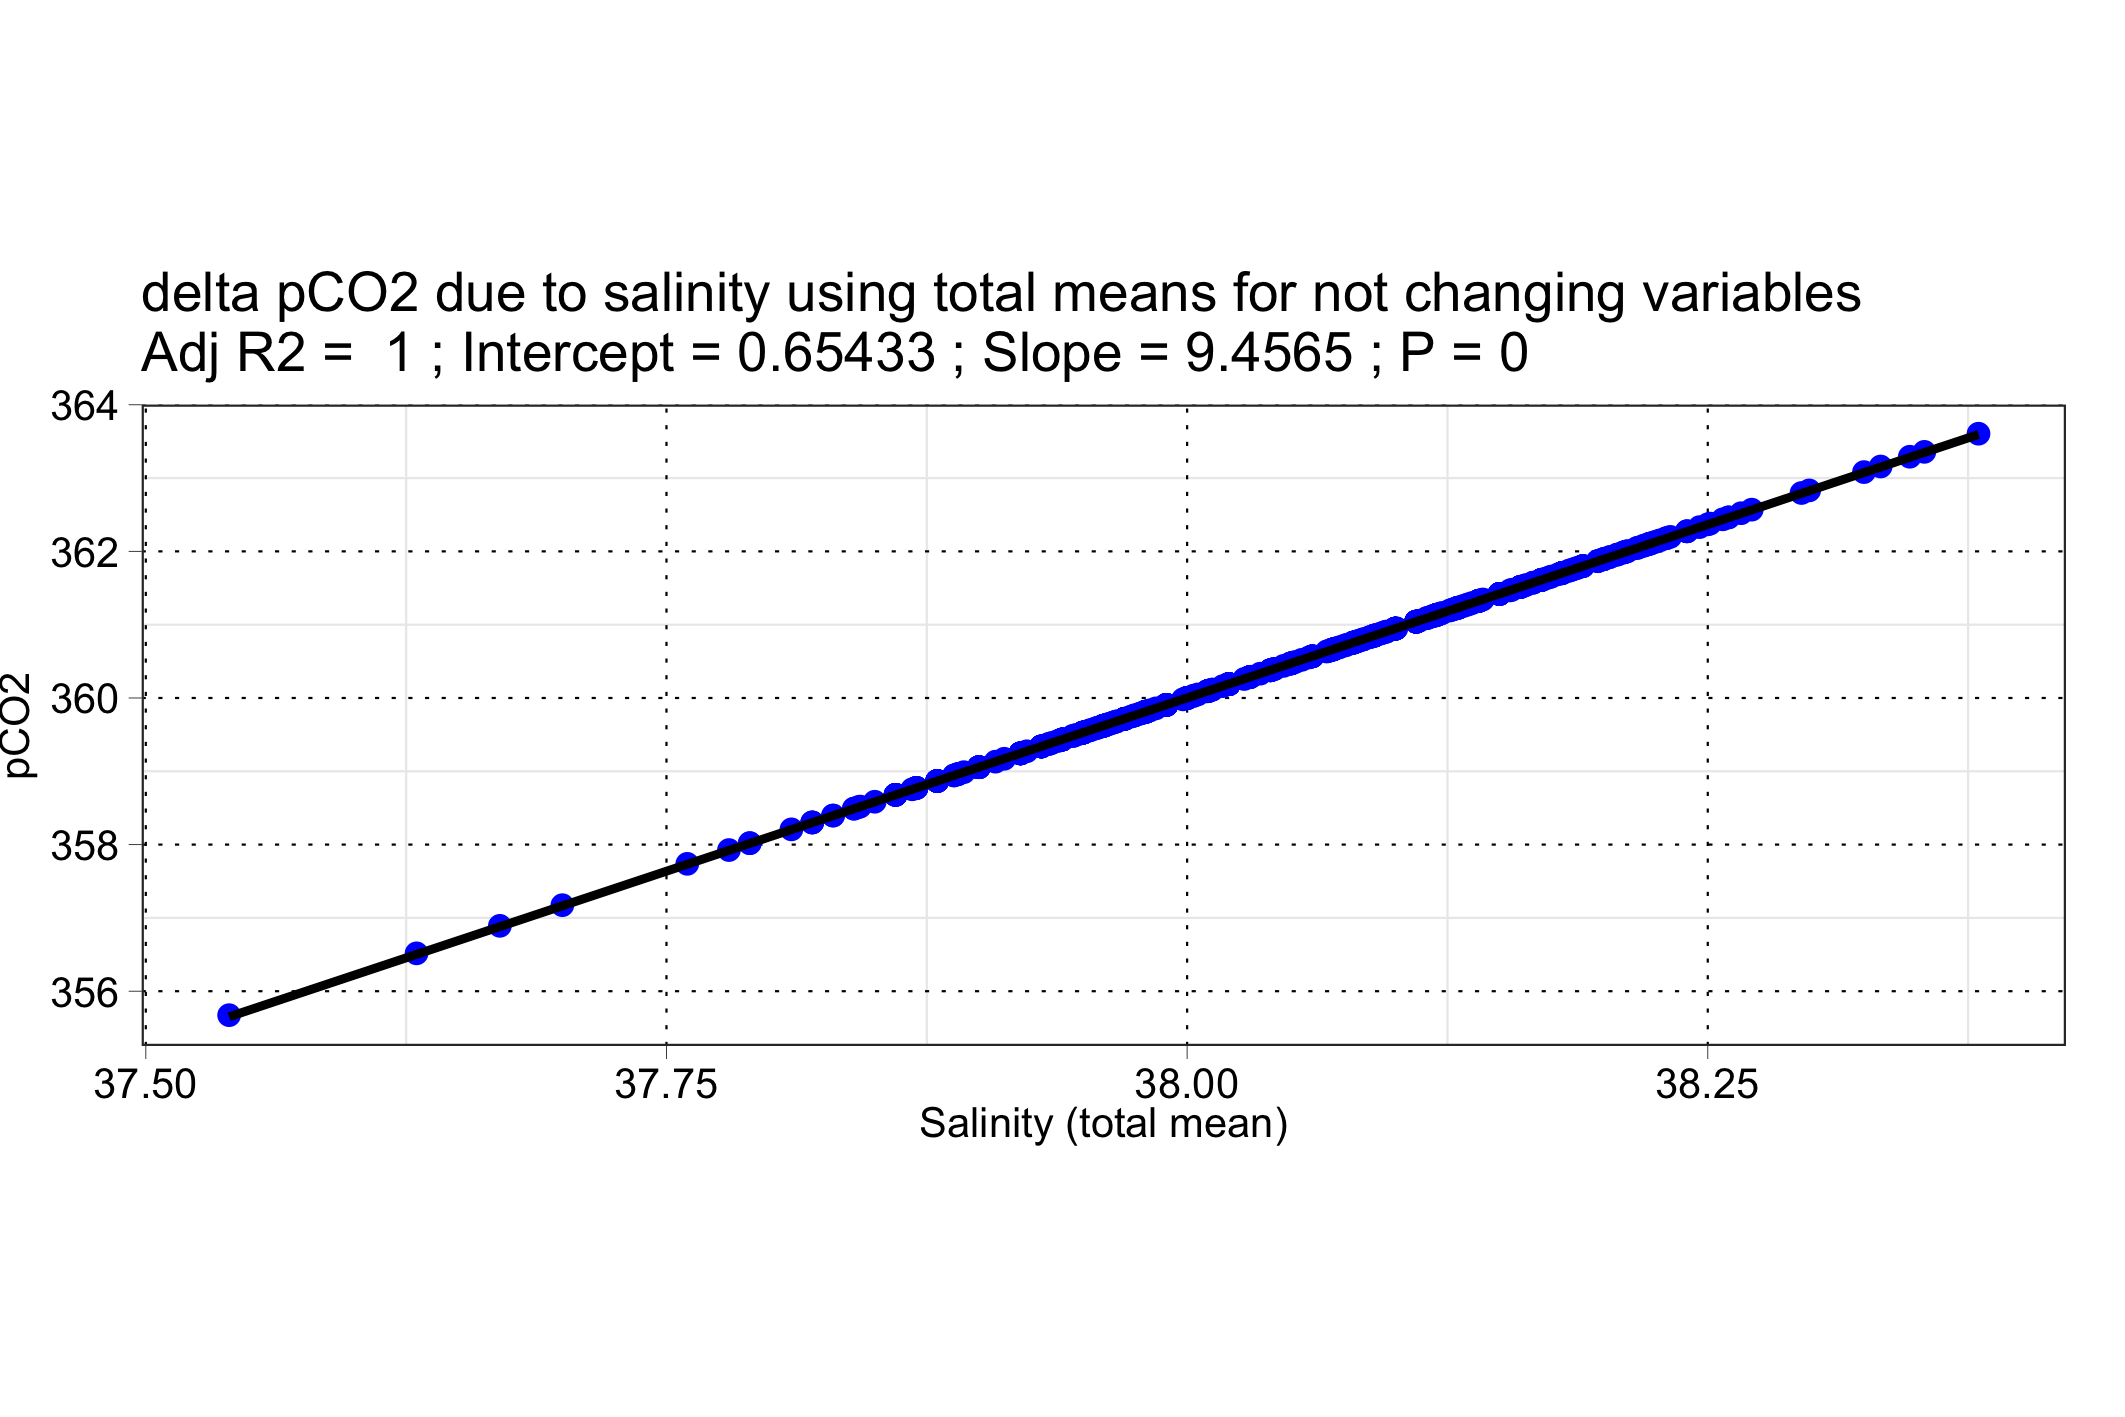 delta pCO2 due to salinity using total means for not changing variables
Adj R2 =  1 ; Intercept = 0.65433 ; Slope = 9.4565 ; P = 0
364
362
360
358
356
pCO2
37.50 37.75 38.00 38.25
Salinity (total mean)